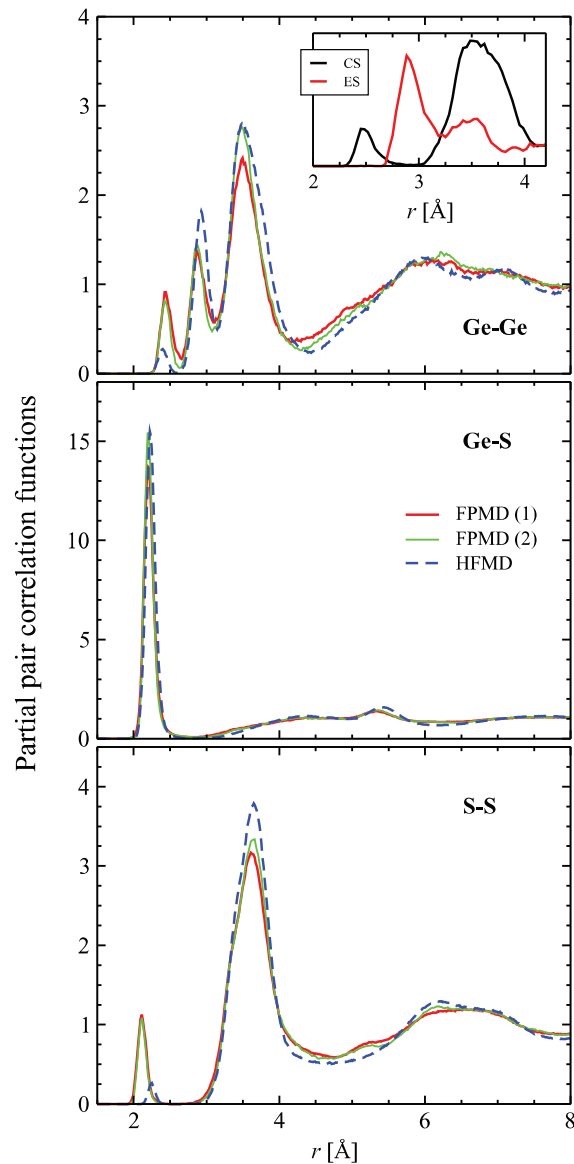 Partial pair correlation functions
4
3
2
1
0
CS
ES
2
3
4
r [Å]
Ge-Ge
15
10
5
0
Ge-S
FPMD (1)
FPMD (2)
HFMD
4
3
2
1
0
S-S
2
4
6
8
r [Å]